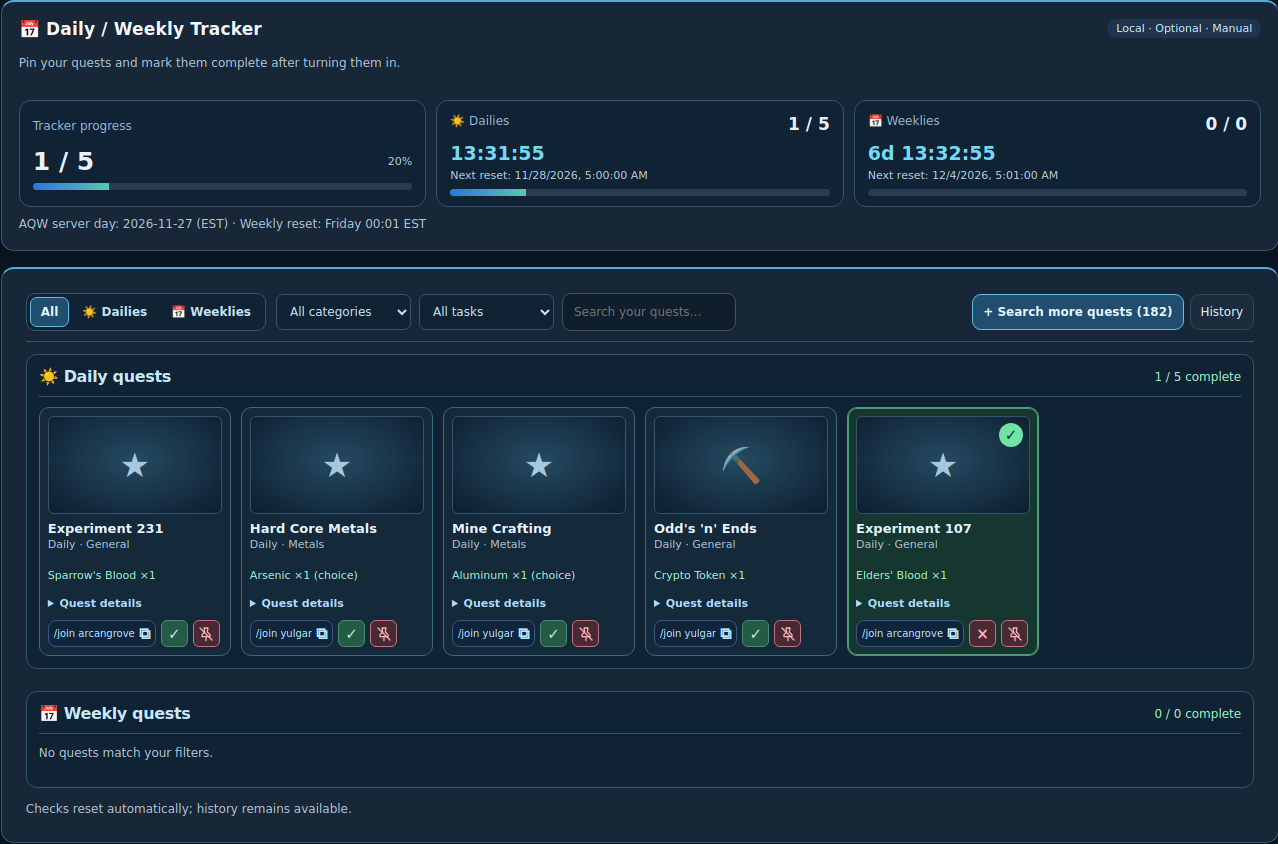 📅 Daily / Weekly Tracker
Local · Optional · Manual
Pin your quests and mark them complete after turning them in.
Tracker progress
1 / 5
20%
☀️ Dailies
1 / 5
13:31:55
Next reset: 11/28/2026, 5:00:00 AM
📅 Weeklies
0 / 0
6d 13:32:55
Next reset: 12/4/2026, 5:01:00 AM
AQW server day: 2026-11-27 (EST) · Weekly reset: Friday 00:01 EST
All
☀️ Dailies
📅 Weeklies
All categories
All tasks
Search your quests...
+ Search more quests (182)
History
☀️ Daily quests
1 / 5 complete
Experiment 231
Daily · General
Sparrow's Blood ×1
▶ Quest details
/join arcangrove
✓
Hard Core Metals
Daily · Metals
Arsenic ×1 (choice)
▶ Quest details
/join yulgar
✓
Mine Crafting
Daily · Metals
Aluminum ×1 (choice)
▶ Quest details
/join yulgar
✓
Odd's 'n' Ends
Daily · General
Crypto Token ×1
▶ Quest details
/join yulgar
✓
✓
Experiment 107
Daily · General
Elders' Blood ×1
▶ Quest details
/join arcangrove
×
📅 Weekly quests
0 / 0 complete
No quests match your filters.
Checks reset automatically; history remains available.